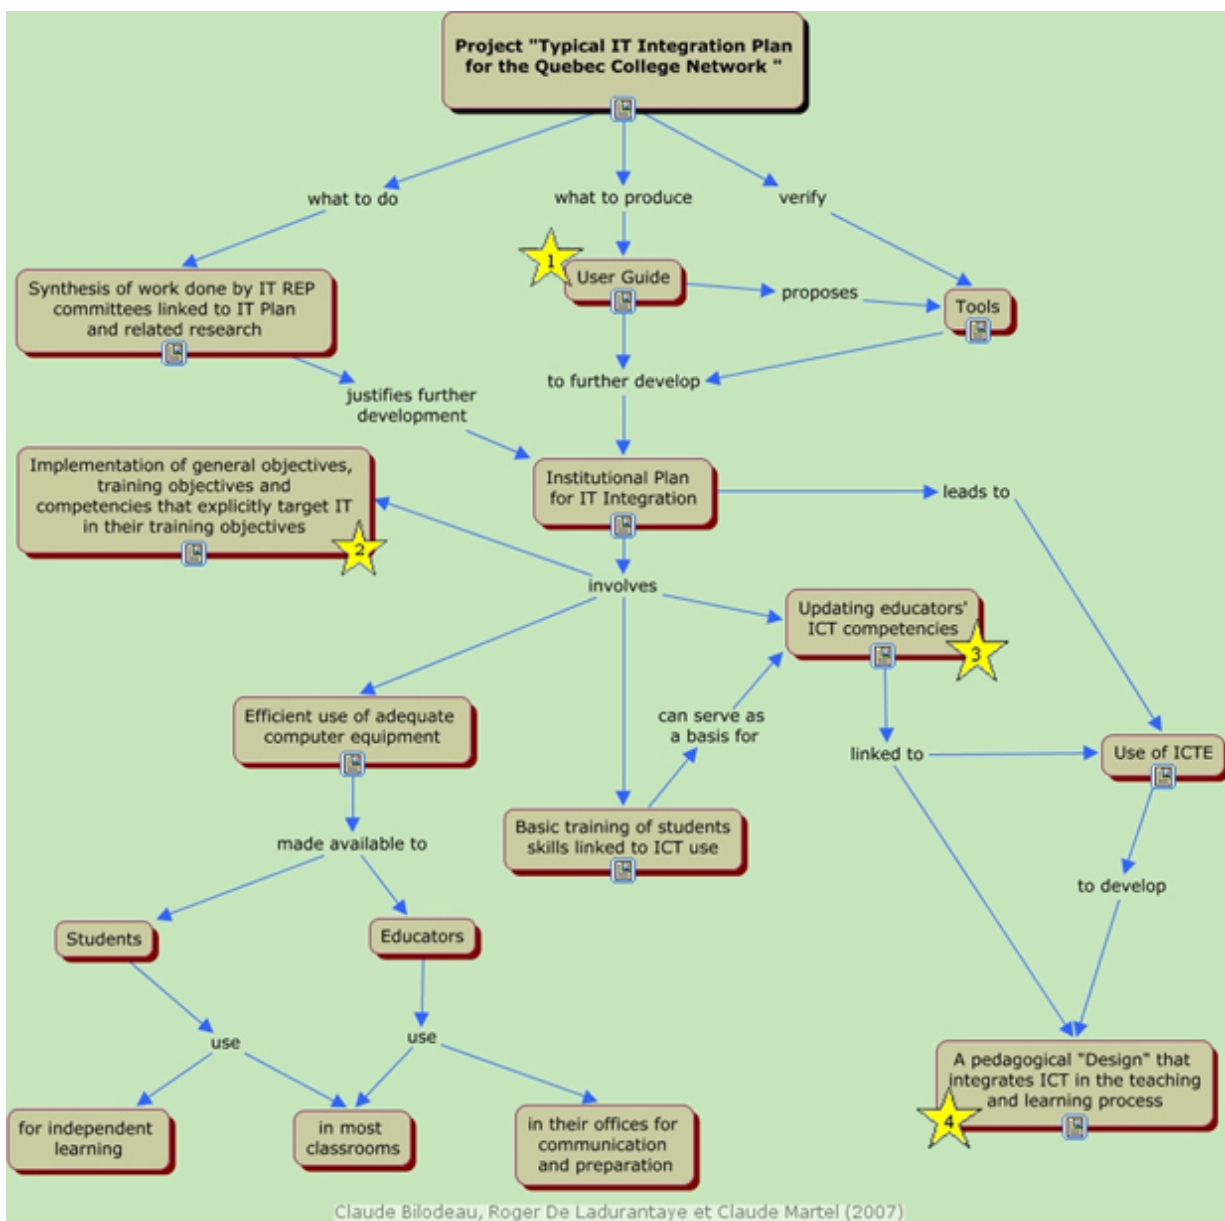 Project "Typical IT Integration Plan
for the Quebec College Network "
what to do
what to produce
verify
1
User Guide
proposes
Tools
Synthesis of work done by IT REP
committees linked to IT Plan
and related research
to further develop
justifies further
development
Implementation of general objectives,
training objectives and
competencies that explicitly target IT
in their training objectives
2
Institutional Plan
for IT Integration
leads to
involves
Updating educators'
ICT competencies
3
Efficient use of adequate
computer equipment
can serve as
a basis for
linked to
Use of ICTE
Basic training of students
skills linked to ICT use
made available to
to develop
Students
Educators
use
use
for independent
learning
in most
classrooms
in their offices for
communication
and preparation
A pedagogical "Design" that
integrates ICT in the teaching
and learning process
4
Claude Bilodeau, Roger De Ladurantaye et Claude Martel (2007)